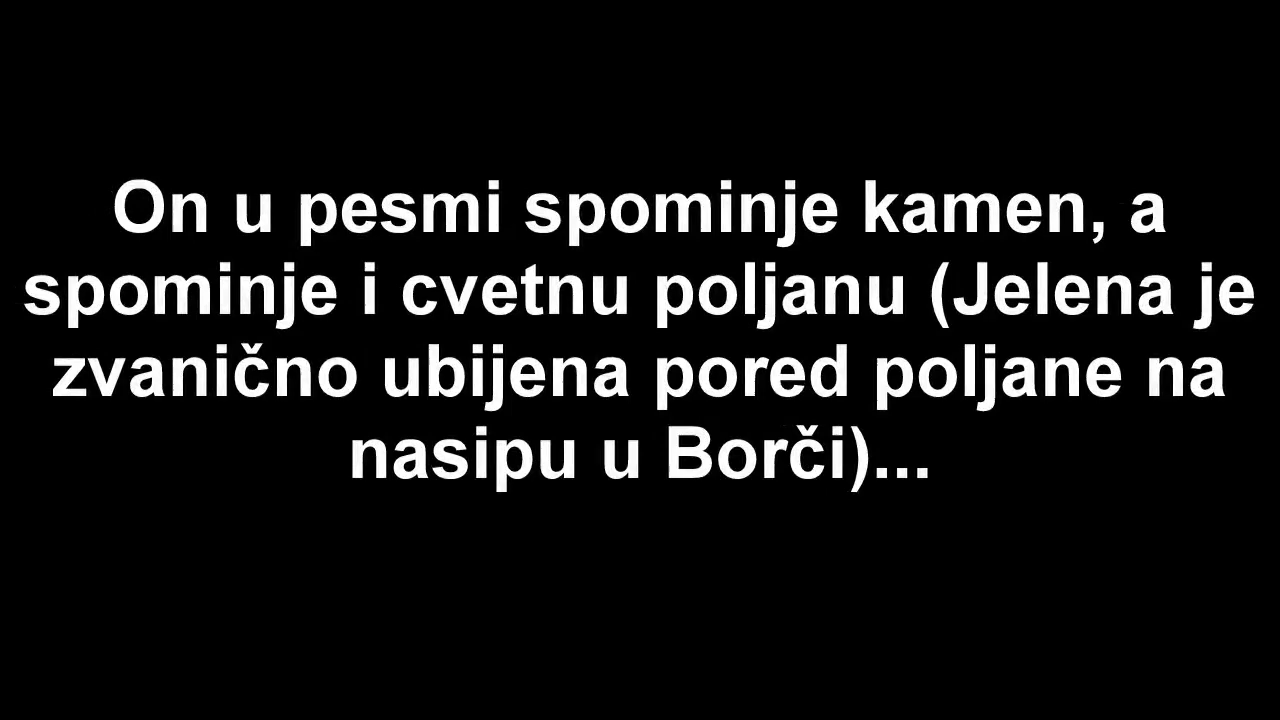 On u pesmi spominje kamen, a
spominje i cvetnu poljanu (Jelena je
zvanično ubijena pored poljane na
nasipu u Borči)...